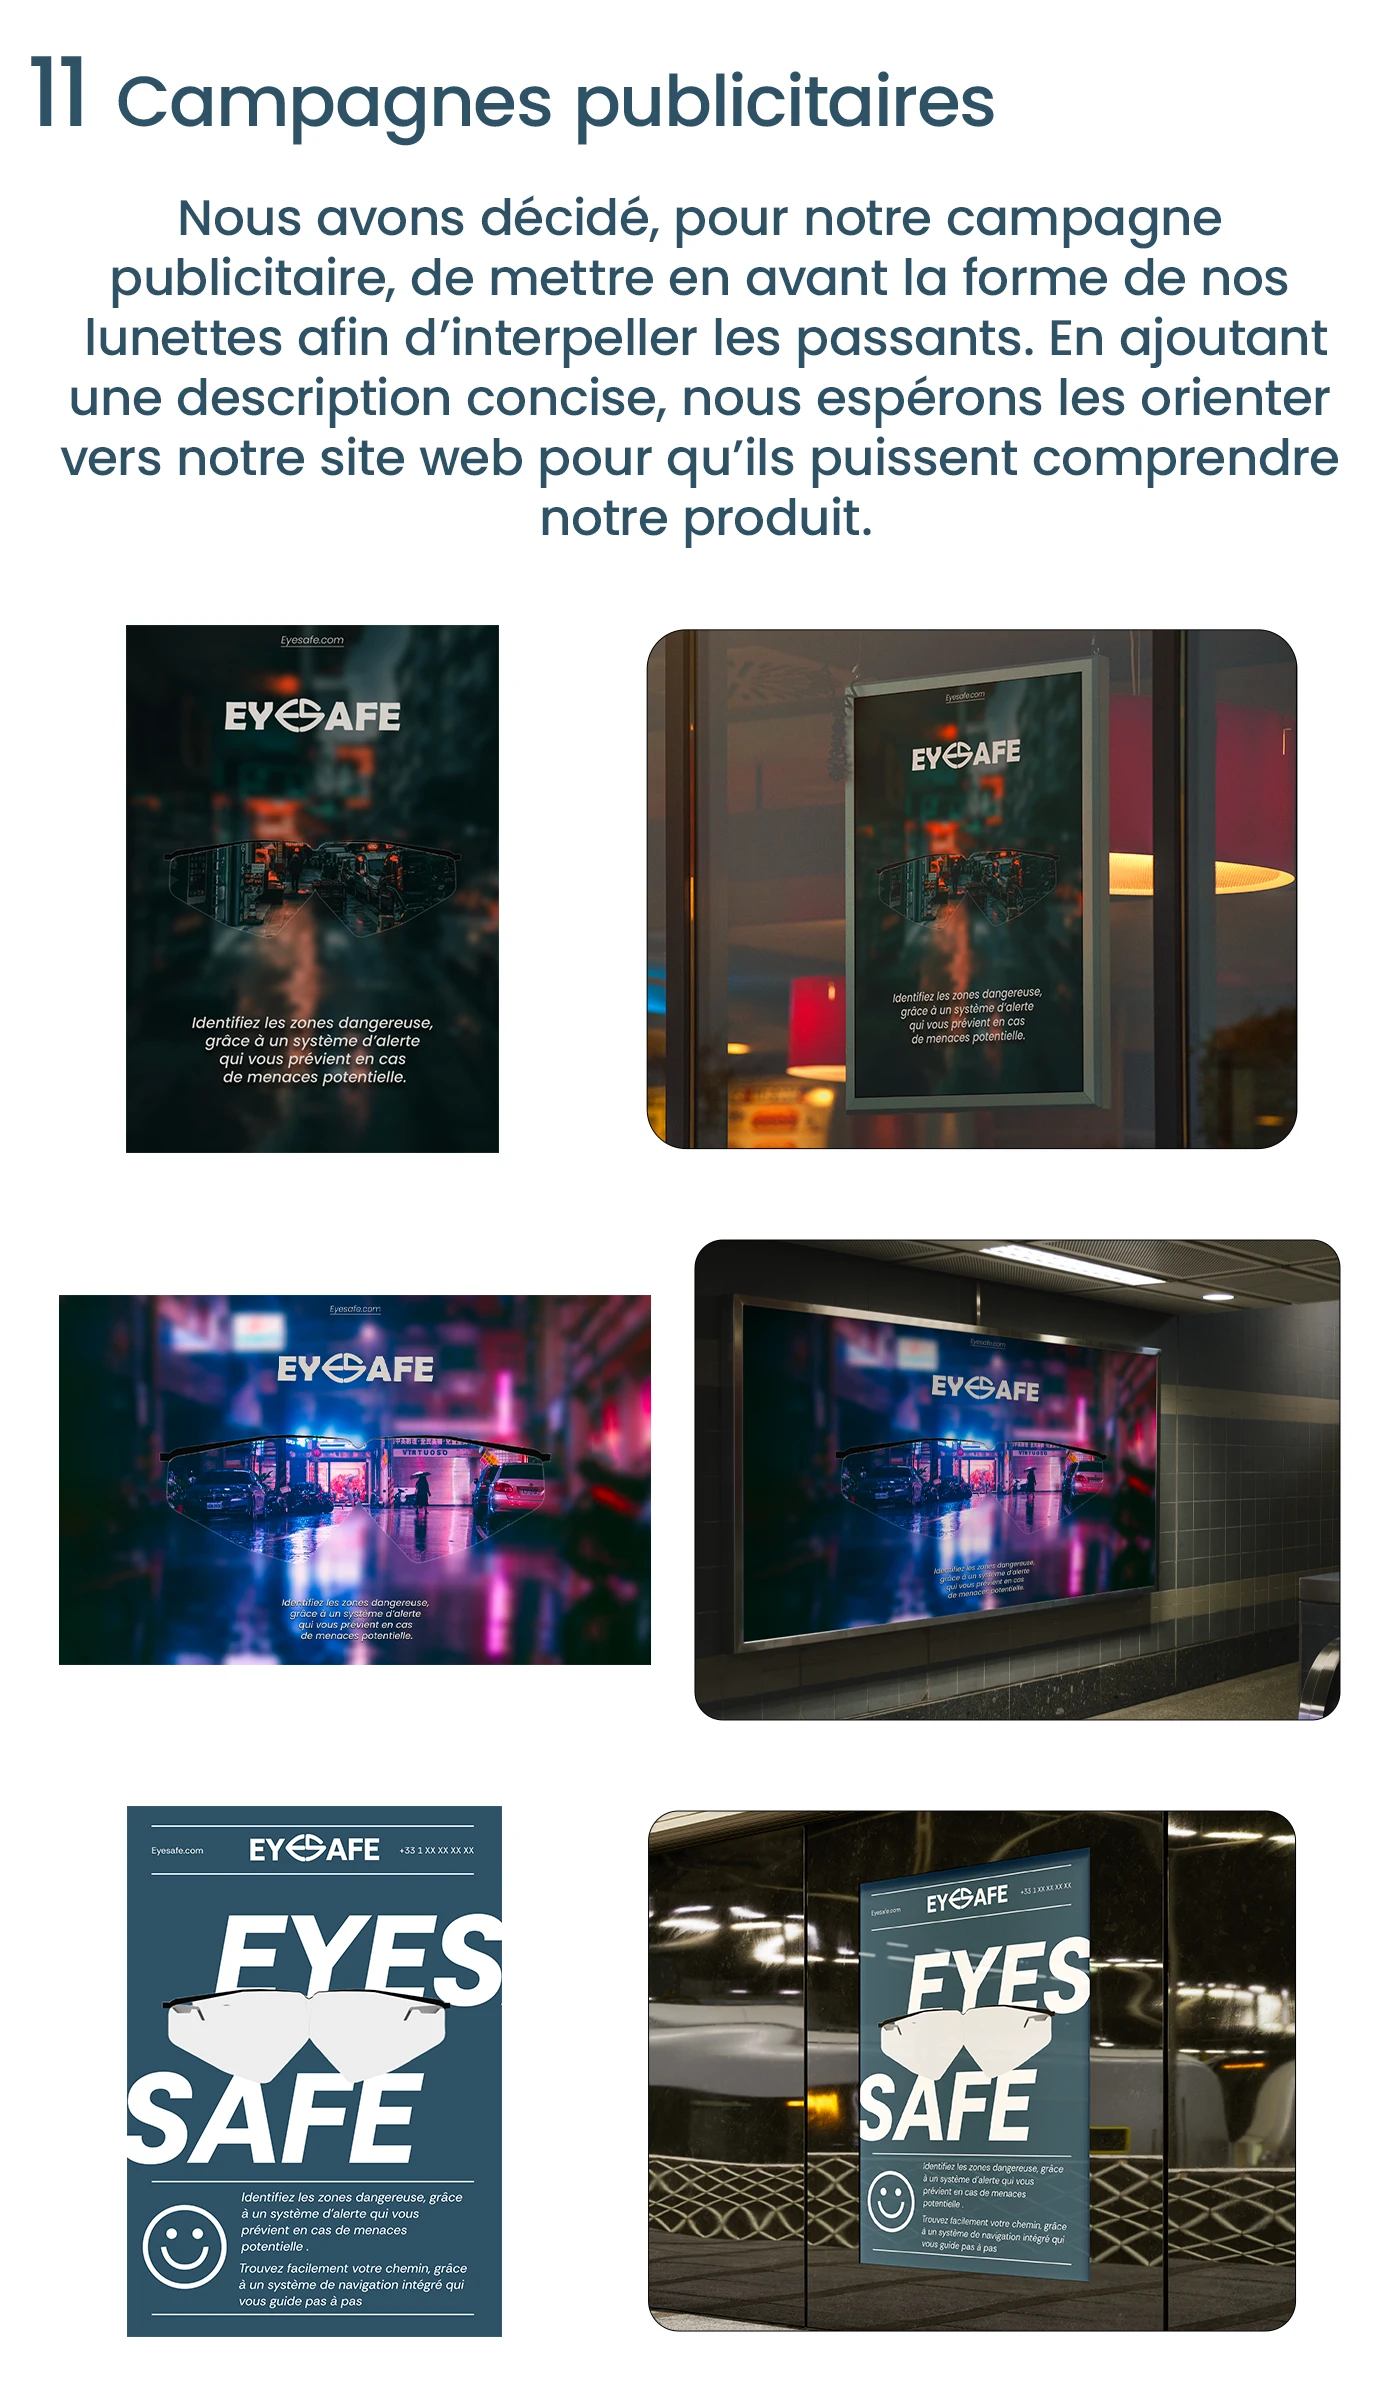 11 Campagnes publicitaires
Nous avons décidé, pour notre campagne
publicitaire, de mettre en avant la forme de nos
lunettes afin d’interpeller les passants. En ajoutant
une description concise, nous espérons les orienter
vers notre site web pour qu’ils puissent comprendre
notre produit.
Eyesafe.com
EYESAFE
Identifiez les zones dangereuse,
grâce à un système d’alerte
qui vous prévient en cas
de menaces potentielle.
Eyesafe.com
EYESAFE
Identifiez les zones dangereuse,
grâce à un système d’alerte
qui vous prévient en cas
de menaces potentielle.
Eyesafe.com
EYESAFE
VIRTUOSO
Identifiez les zones dangereuse,
grâce à un système d’alerte
qui vous prévient en cas
de menaces potentielle.
Eyesafe.com
EYESAFE
VIRTUOSO
Identifiez les zones dangereuse,
grâce à un système d’alerte
qui vous prévient en cas
de menaces potentielle.
Eyesafe.com EYESAFE +33 1 XX XX XX XX
EYES
SAFE
Identifiez les zones dangereuse, grâce
à un système d’alerte qui vous
prévient en cas de menaces
potentielle .
Trouvez facilement votre chemin, grâce
à un système de navigation intégré qui
vous guide pas à pas
Eyesafe.com EYESAFE +33 1 XX XX XX XX
EYES
SAFE
Identifiez les zones dangereuse, grâce
à un système d’alerte qui vous
prévient en cas de menaces
potentielle .
Trouvez facilement votre chemin, grâce
à un système de navigation intégré qui
vous guide pas à pas